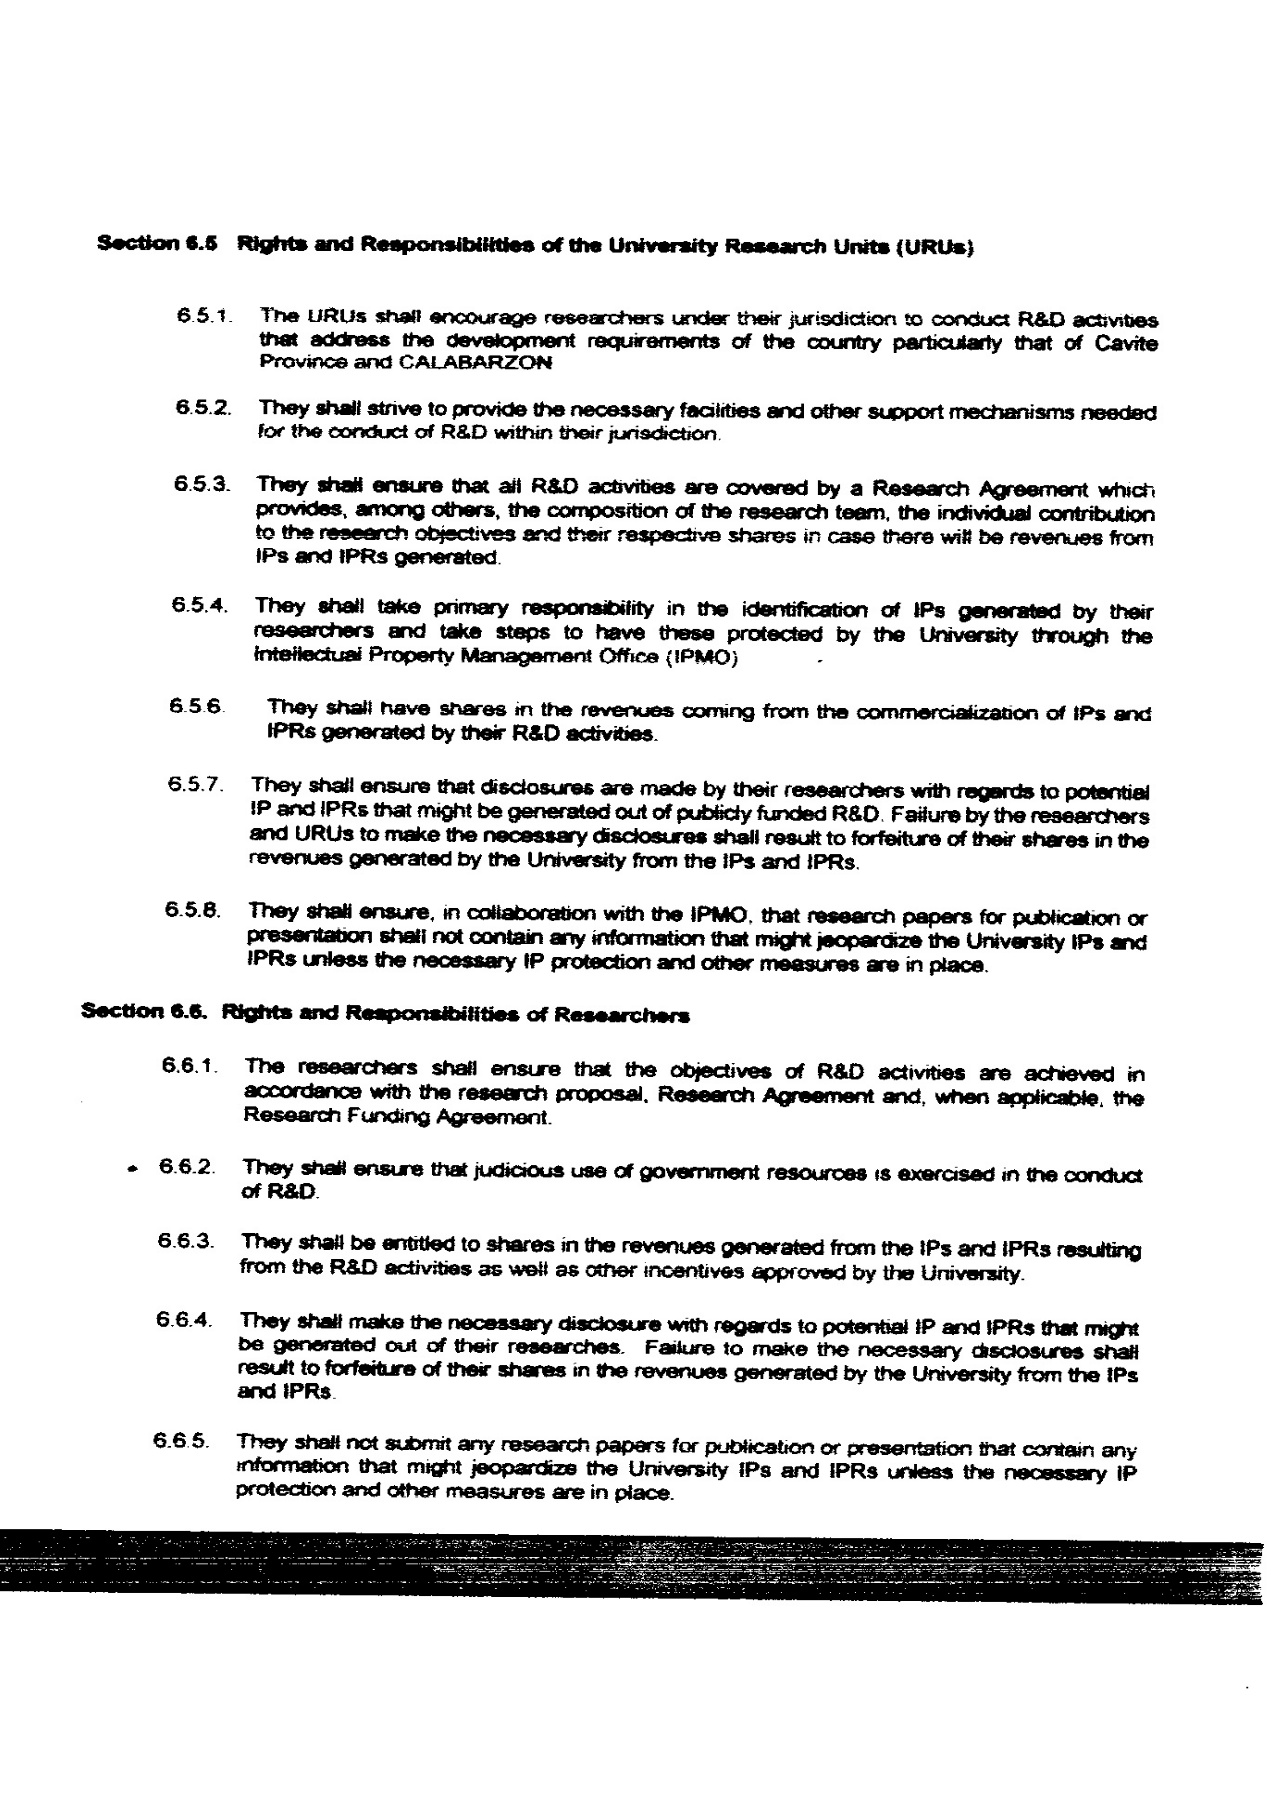 Section 6.5 Rights and Responsibilities of the University Research Units (URUs)
6.5.1. The URUs shall encourage researchers under their jurisdiction to conduct R&D activities
that address the development requirements of the country particularly that of Cavite
Province and CALABARZON
6.5.2. They shall strive to provide the necessary facilities and other support mechanisms needed
for the conduct of R&D within their jurisdiction.
6.5.3. They shall ensure that all R&D activities are covered by a Research Agreement which
provides, among others, the composition of the research team, the individual contribution
to the research objectives and their respective shares in case there will be revenues from
IPs and IPRs generated.
6.5.4. They shall take primary responsibility in the identification of IPs generated by their
researchers and take steps to have these protected by the University through the
Intellectual Property Management Office (IPMO)
6.5.6. They shall have shares in the revenues coming from the commercialization of IPs and
IPRs generated by their R&D activities.
6.5.7. They shall ensure that disclosures are made by their researchers with regards to potential
IP and IPRs that might be generated out of publicly funded R&D. Failure by the researchers
and URUs to make the necessary disclosures shall result to forfeiture of their shares in the
revenues generated by the University from the IPs and IPRs.
6.5.8. They shall ensure, in collaboration with the IPMO, that research papers for publication or
presentation shall not contain any information that might jeopardize the University IPs and
IPRs unless the necessary IP protection and other measures are in place.
Section 6.6. Rights and Responsibilities of Researchers
6.6.1. The researchers shall ensure that the objectives of R&D activities are achieved in
accordance with the research proposal, Research Agreement and, when applicable, the
Research Funding Agreement.
6.6.2. They shall ensure that judicious use of government resources is exercised in the conduct
of R&D.
6.6.3. They shall be entitled to shares in the revenues generated from the IPs and IPRs resulting
from the R&D activities as well as other incentives approved by the University.
6.6.4. They shall make the necessary disclosure with regards to potential IP and IPRs that might
be generated out of their researches. Failure to make the necessary disclosures shall
result to forfeiture of their shares in the revenues generated by the University from the IPs
and IPRs.
6.6.5. They shall not submit any research papers for publication or presentation that contain any
information that might jeopardize the University IPs and IPRs unless the necessary IP
protection and other measures are in place.